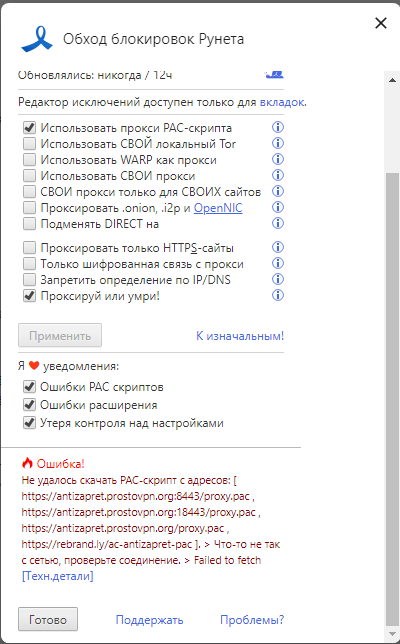 Обход блокировок Рунета
Обновлялись: никогда / 12ч
Редактор исключений доступен только для вкладок.
Использовать прокси PAC-скрипта
Использовать СВОЙ локальный Tor
Использовать WARP как прокси
Использовать СВОИ прокси
СВОИ прокси только для СВОИХ сайтов
Проксировать .onion, .i2p и OpenNIC
Подменять DIRECT на
Проксировать только HTTPS-сайты
Только шифрованная связь с прокси
Запретить определение по IP/DNS
Проксируй или умри!
Применить
К изначальным!
Я ❤ уведомления:
Ошибки PAC скриптов
Ошибки расширения
Утеря контроля над настройками
🔥 Ошибка!
Не удалось скачать PAC-скрипт с адресов: [
https://antizapret.prostovpn.org:8443/proxy.pac ,
https://antizapret.prostovpn.org:18443/proxy.pac ,
https://antizapret.prostovpn.org/proxy.pac ,
https://rebrand.ly/ac-antizapret-pac ]. > Что-то не так
с сетью, проверьте соединение. > Failed to fetch
[Техн.детали]
Готово
Поддержать
Проблемы?